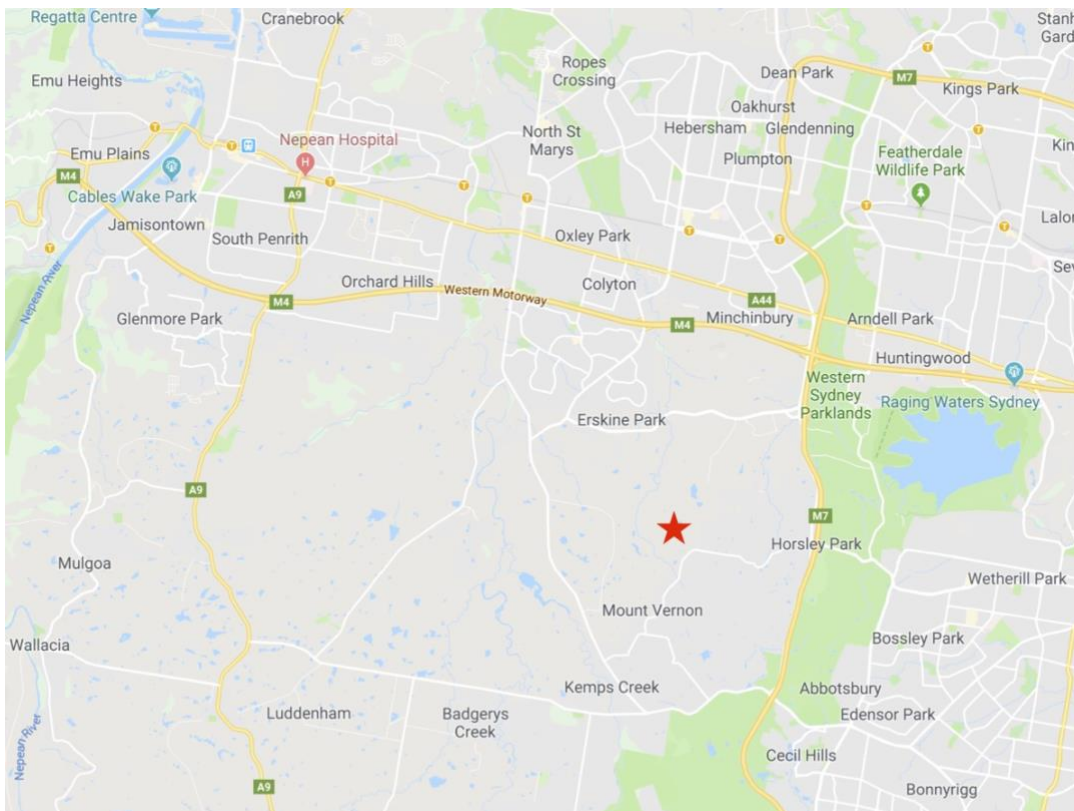 Regatta Centre
Cranebrook
Stanh
Gard
Emu Heights
Ropes
Crossing
Dean Park
M7
Kings Park
Oakhurst
North St
Marys
Hebersham
Glendenning
Nepean Hospital
H
Emu Plains
Plumpton
Featherdale
Wildlife Park
Kin
M4
Cables Wake Park
A9
Jamisontown
South Penrith
Oxley Park
Lalor
Sev
Nepean River
Orchard Hills
Western Motorway
Colyton
M4
A44
Glenmore Park
M4
Minchinbury
Arndell Park
Huntingwood
Western
Sydney
Parklands
Raging Waters Sydney
Erskine Park
A9
M7
Horsley Park
Mulgoa
Wetherill Park
Mount Vernon
Wallacia
Bossley Park
Kemps Creek
Abbotsbury
Luddenham
Badgerys
Creek
Edensor Park
Nepean River
Cecil Hills
A9
Bonnyrigg